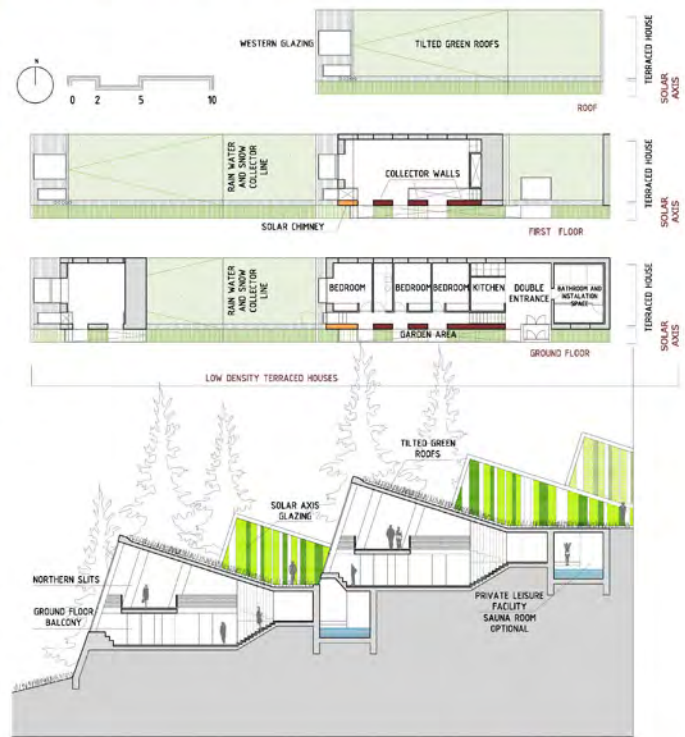 WESTERN GLAZING
TILTED GREEN ROOFS
TERRACED HOUSE
SOLAR
AXIS
ROOF
N
0 2 5 10
RAIN WATER
AND SNOW
COLLECTOR
LINE
COLLECTOR WALLS
TERRACED HOUSE
SOLAR
AXIS
SOLAR CHIMNEY
FIRST FLOOR
RAIN WATER
AND SNOW
COLLECTOR
LINE
BEDROOM
BEDROOM
BEDROOM
KITCHEN
DOUBLE
ENTRANCE
BATHROOM AND
INSTALATION
SPACE
TERRACED HOUSE
SOLAR
AXIS
GARDEN AREA
GROUND FLOOR
LOW DENSITY TERRACED HOUSES
TILTED GREEN
ROOFS
SOLAR AXIS
GLAZING
NORTHERN SLITS
GROUND FLOOR
BALCONY
PRIVATE LEISURE
FACILITY
SAUNA ROOM
OPTIONAL